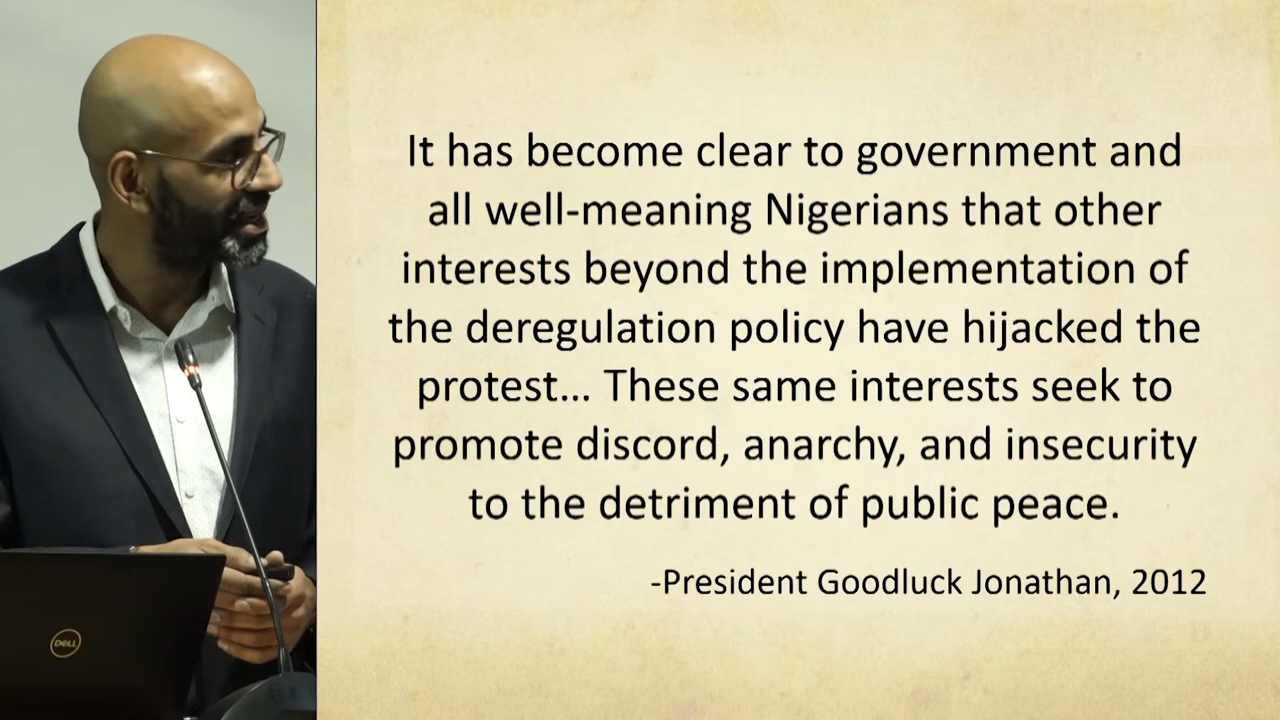 It has become clear to government and
all well-meaning Nigerians that other
interests beyond the implementation of
the deregulation policy have hijacked the
protest... These same interests seek to
promote discord, anarchy, and insecurity
to the detriment of public peace.
-President Goodluck Jonathan, 2012
DELL